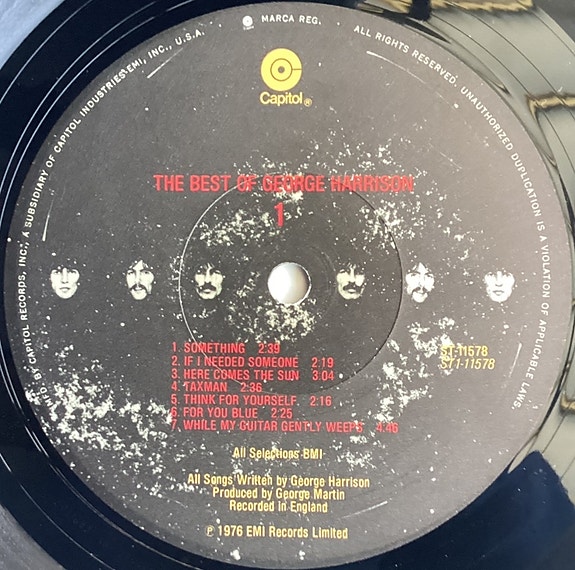 MFD. BY CAPITOL RECORDS, INC., A SUBSIDIARY OF CAPITOL INDUSTRIES-EMI, INC., U.S.A. MARCA REG. ALL RIGHTS RESERVED. UNAUTHORIZED DUPLICATION IS A VIOLATION OF APPLICABLE LAWS.
Capitol®
THE BEST OF GEORGE HARRISON
1
1. SOMETHING 2:39
2. IF I NEEDED SOMEONE 2:19
3. HERE COMES THE SUN 3:04
4. TAXMAN 2:36
5. THINK FOR YOURSELF. 2:16
6. FOR YOU BLUE 2:25
7. WHILE MY GUITAR GENTLY WEEPS 4:46
ST-11578
ST1-11578
All Selections BMI
All Songs Written by George Harrison
Produced by George Martin
Recorded in England
℗ 1976 EMI Records Limited